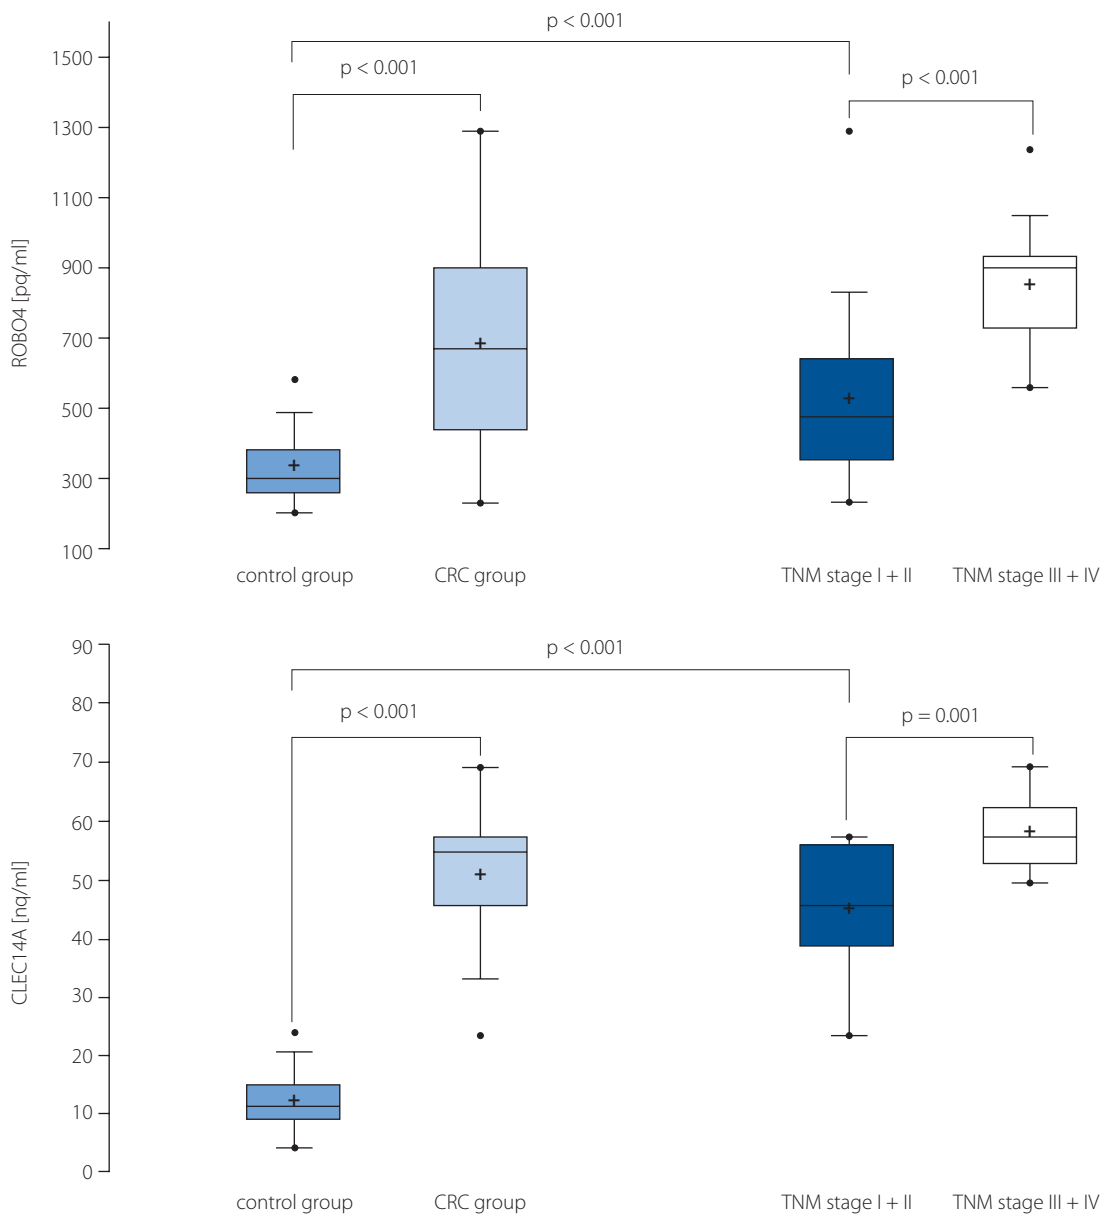 p < 0.001
p < 0.001
p < 0.001
1500
1300
1100
900
700
500
300
100
ROBO4 [pq/ml]
control group
CRC group
TNM stage I + II
TNM stage III + IV
90
80
70
60
50
40
30
20
10
0
p < 0.001
p < 0.001
p = 0.001
CLEC14A [nq/ml]
control group
CRC group
TNM stage I + II
TNM stage III + IV